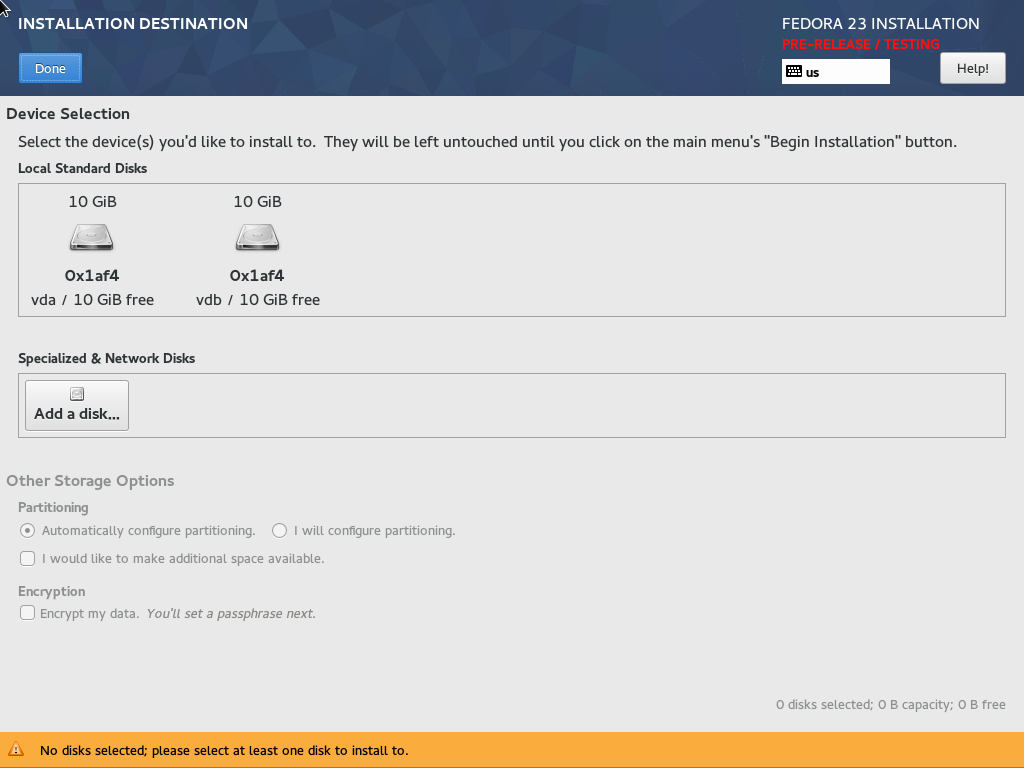 INSTALLATION DESTINATION
FEDORA 23 INSTALLATION
PRE-RELEASE / TESTING
Done
us
Help!
Device Selection
Select the device(s) you'd like to install to.  They will be left untouched until you click on the main menu's "Begin Installation" button.
Local Standard Disks
10 GiB
0x1af4
vda / 10 GiB free
10 GiB
0x1af4
vdb / 10 GiB free
Specialized & Network Disks
Add a disk...
Other Storage Options
Partitioning
Automatically configure partitioning.
I will configure partitioning.
I would like to make additional space available.
Encryption
Encrypt my data. You'll set a passphrase next.
0 disks selected; 0 B capacity; 0 B free
No disks selected; please select at least one disk to install to.